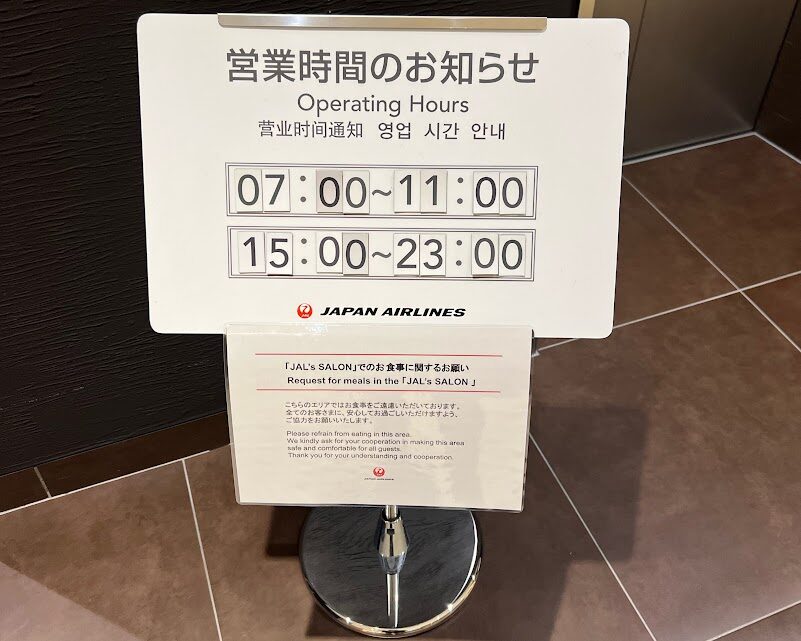 営業時間のお知らせ
Operating Hours
营业时间通知 영업 시간 안내
07:00~11:00
15:00~23:00
JAL JAPAN AIRLINES
「JAL's SALON」でのお食事に関するお願い
Request for meals in the「JAL's SALON」
こちらのエリアではお食事をご遠慮いただいております。
全てのお客さまに、安心してお過ごしいただけますよう、
ご協力をお願いいたします。
Please refrain from eating in this area.
We kindly ask for your cooperation in making this area
safe and comfortable for all guests.
Thank you for your understanding and cooperation.
JAPAN AIRLINES